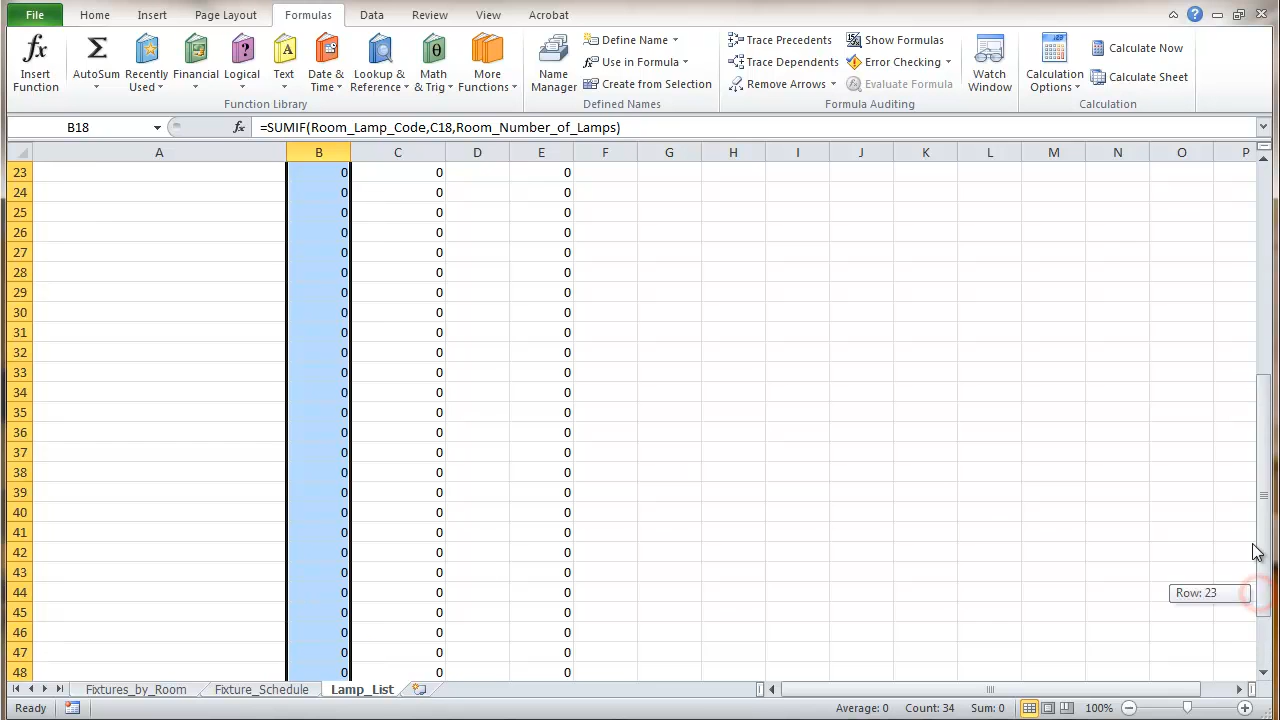 File Home Insert Page Layout Formulas Data Review View Acrobat
Insert Function
AutoSum
Recently Used
Financial
Logical
Text
Date & Time
Lookup & Reference
Math & Trig
More Functions
Function Library
Name Manager
Define Name
Use in Formula
Create from Selection
Defined Names
Trace Precedents
Trace Dependents
Remove Arrows
Show Formulas
Error Checking
Evaluate Formula
Formula Auditing
Watch Window
Calculation Options
Calculate Now
Calculate Sheet
Calculation
B18 fx =SUMIF(Room_Lamp_Code,C18,Room_Number_of_Lamps)
A B C D E F G H I J K L M N O P
23 0 0 0
24 0 0 0
25 0 0 0
26 0 0 0
27 0 0 0
28 0 0 0
29 0 0 0
30 0 0 0
31 0 0 0
32 0 0 0
33 0 0 0
34 0 0 0
35 0 0 0
36 0 0 0
37 0 0 0
38 0 0 0
39 0 0 0
40 0 0 0
41 0 0 0
42 0 0 0
43 0 0 0
44 0 0 0
Row: 23
45 0 0 0
46 0 0 0
47 0 0 0
48 0 0 0
Fixtures_by_Room Fixture_Schedule Lamp_List
Ready Average: 0 Count: 34 Sum: 0 100%